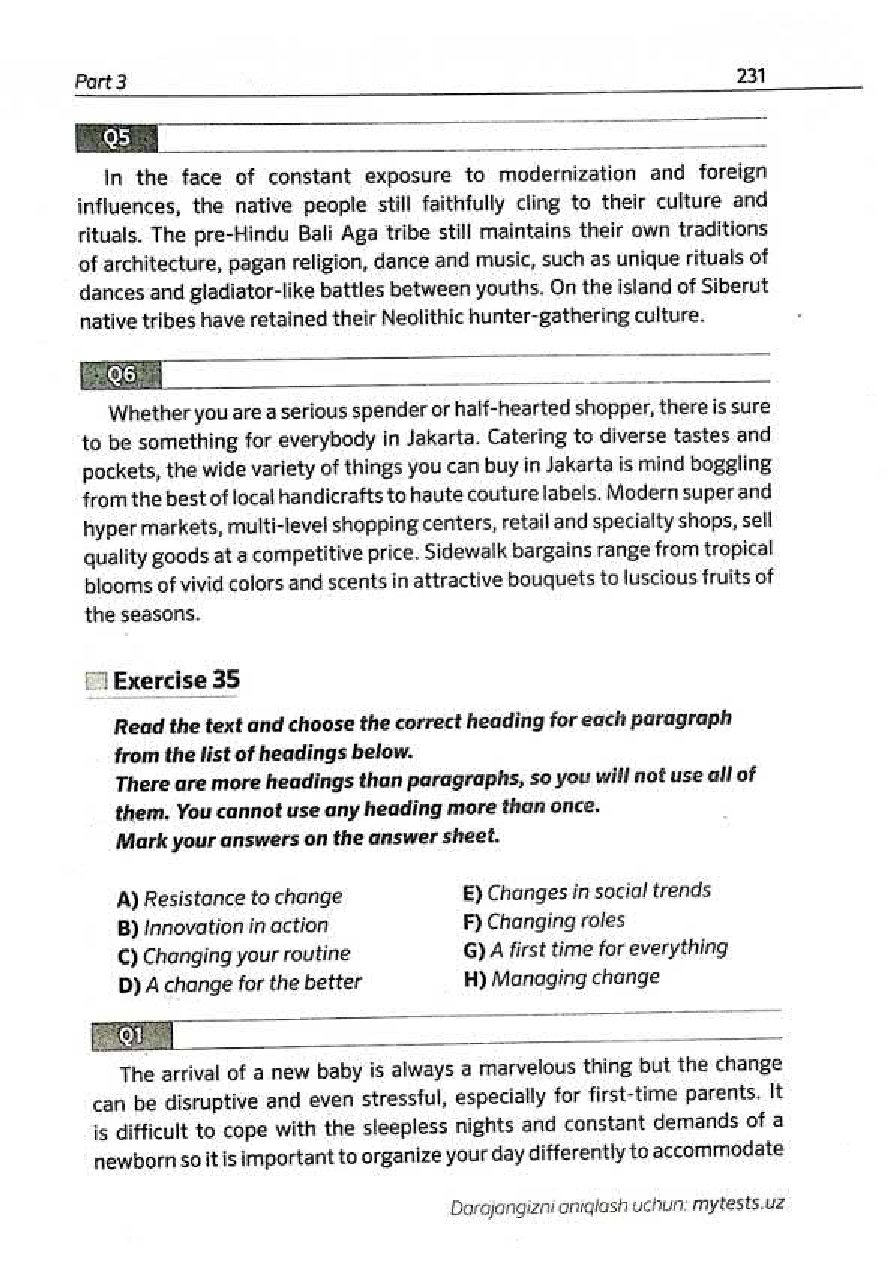 Part 3
231
Q5
In the face of constant exposure to modernization and foreign
influences, the native people still faithfully cling to their culture and
rituals. The pre-Hindu Bali Aga tribe still maintains their own traditions
of architecture, pagan religion, dance and music, such as unique rituals of
dances and gladiator-like battles between youths. On the island of Siberut
native tribes have retained their Neolithic hunter-gathering culture.
Q6
Whether you are a serious spender or half-hearted shopper, there is sure
to be something for everybody in Jakarta. Catering to diverse tastes and
pockets, the wide variety of things you can buy in Jakarta is mind boggling
from the best of local handicrafts to haute couture labels. Modern super and
hyper markets, multi-level shopping centers, retail and specialty shops, sell
quality goods at a competitive price. Sidewalk bargains range from tropical
blooms of vivid colors and scents in attractive bouquets to luscious fruits of
the seasons.
Exercise 35
Read the text and choose the correct heading for each paragraph
from the list of headings below.
There are more headings than paragraphs, so you will not use all of
them. You cannot use any heading more than once.
Mark your answers on the answer sheet.
A) Resistance to change
B) Innovation in action
C) Changing your routine
D) A change for the better
E) Changes in social trends
F) Changing roles
G) A first time for everything
H) Managing change
Q1
The arrival of a new baby is always a marvelous thing but the change
can be disruptive and even stressful, especially for first-time parents. It
is difficult to cope with the sleepless nights and constant demands of a
newborn so it is important to organize your day differently to accommodate
Darajangizni aniqlash uchun: mytests.uz